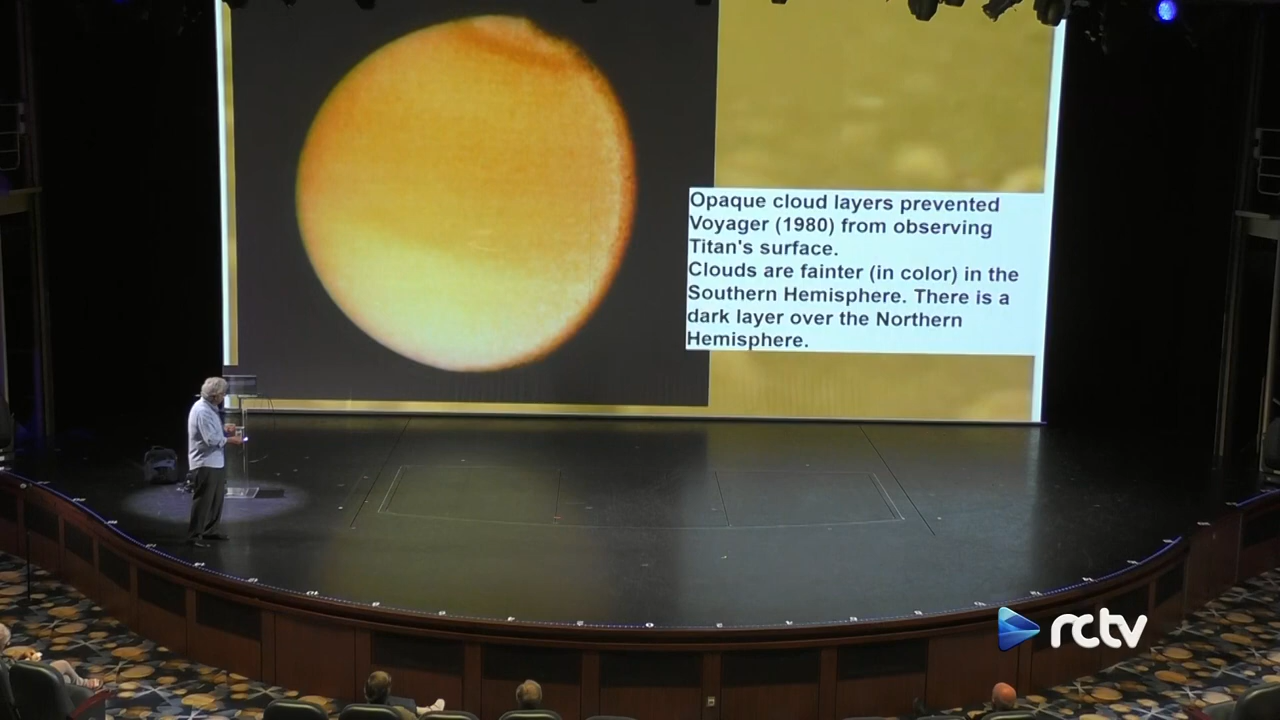 Opaque cloud layers prevented
Voyager (1980) from observing
Titan's surface.
Clouds are fainter (in color) in the
Southern Hemisphere. There is a
dark layer over the Northern
Hemisphere.
rctv